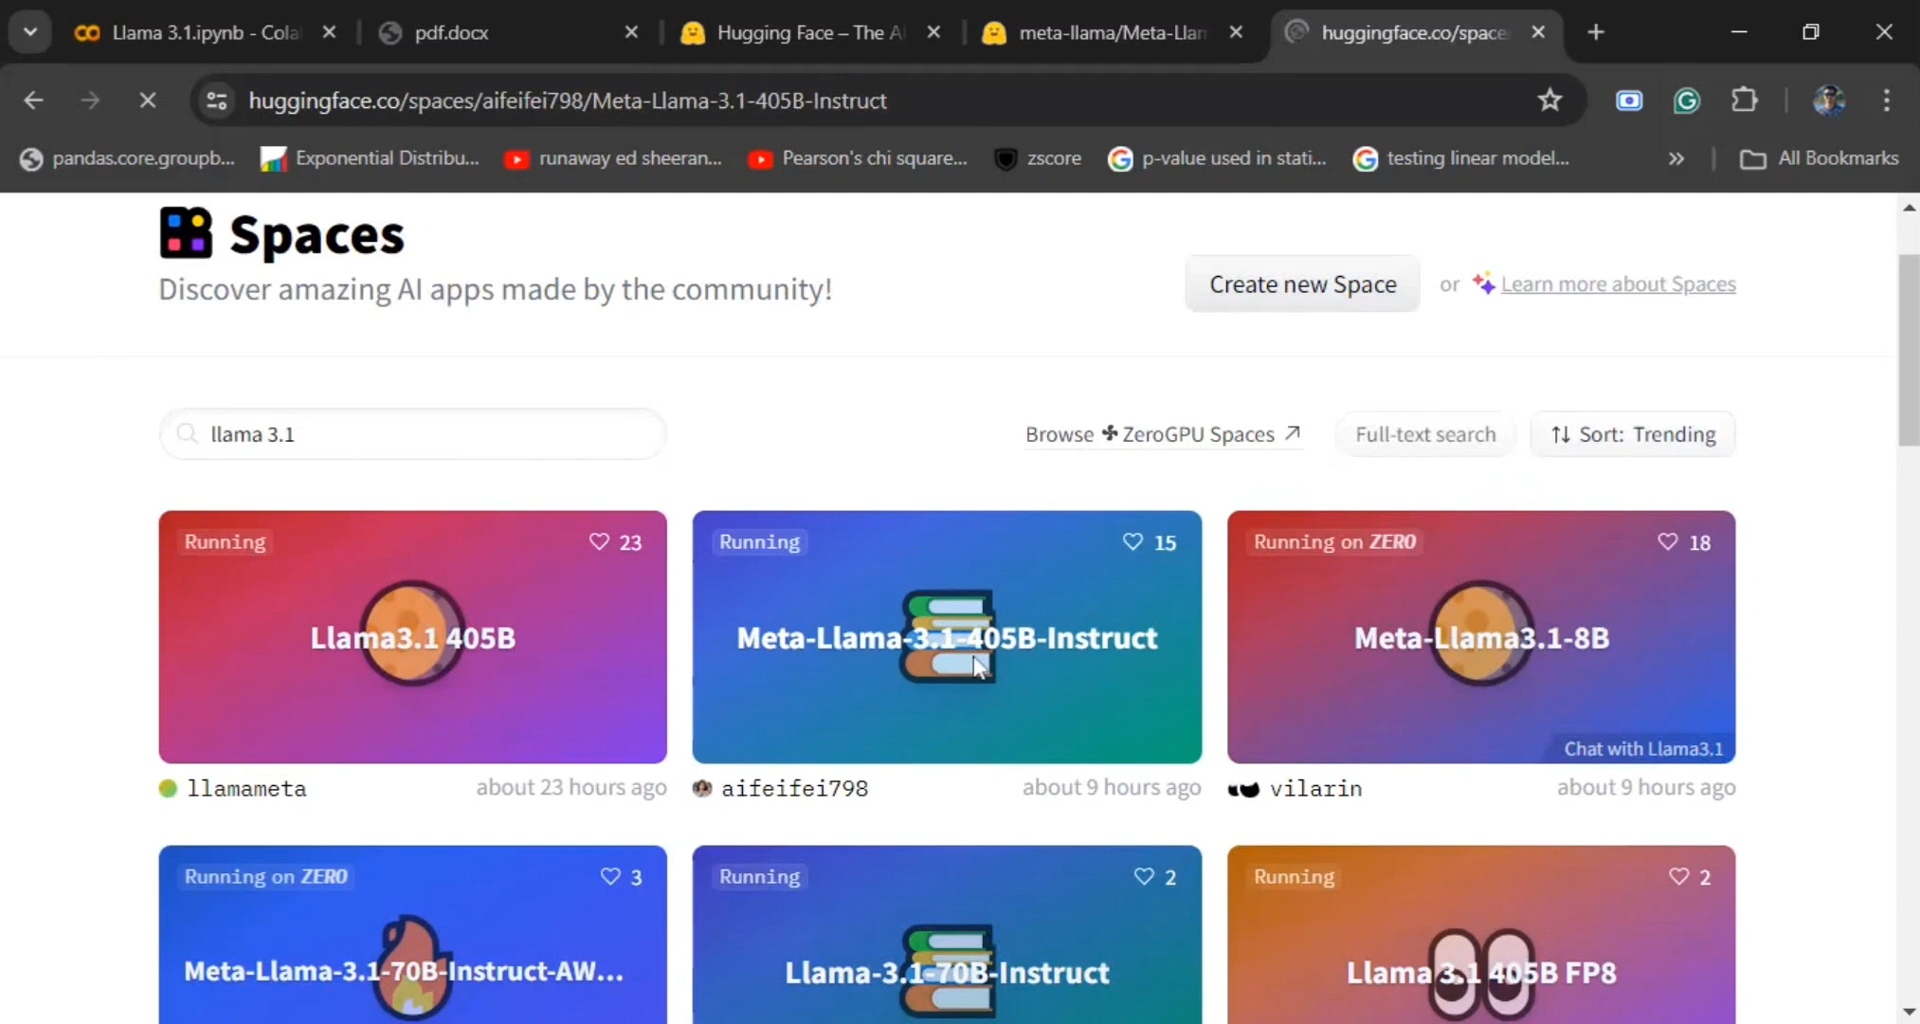 Llama 3.1.ipynb - Cola
pdf.docx
Hugging Face – The AI
meta-llama/Meta-Llam
huggingface.co/space
huggingface.co/spaces/aifeifei798/Meta-Llama-3.1-405B-Instruct
pandas.core.groupb...
Exponential Distribu...
runaway ed sheeran...
Pearson's chi square...
zscore
p-value used in stati...
testing linear model...
»
All Bookmarks
Spaces
Discover amazing AI apps made by the community!
Create new Space
or
Learn more about Spaces
llama 3.1
Browse ZeroGPU Spaces
Full-text search
Sort: Trending
Running
23
Llama3.1 405B
llamameta
about 23 hours ago
Running
15
Meta-Llama-3.1-405B-Instruct
aifeifei798
about 9 hours ago
Running on ZERO
18
Meta-Llama3.1-8B
Chat with Llama3.1
vilarin
about 9 hours ago
Running on ZERO
3
Meta-Llama-3.1-70B-Instruct-AW...
Running
2
Llama-3.1-70B-Instruct
Running
2
Llama 3.1 405B FP8